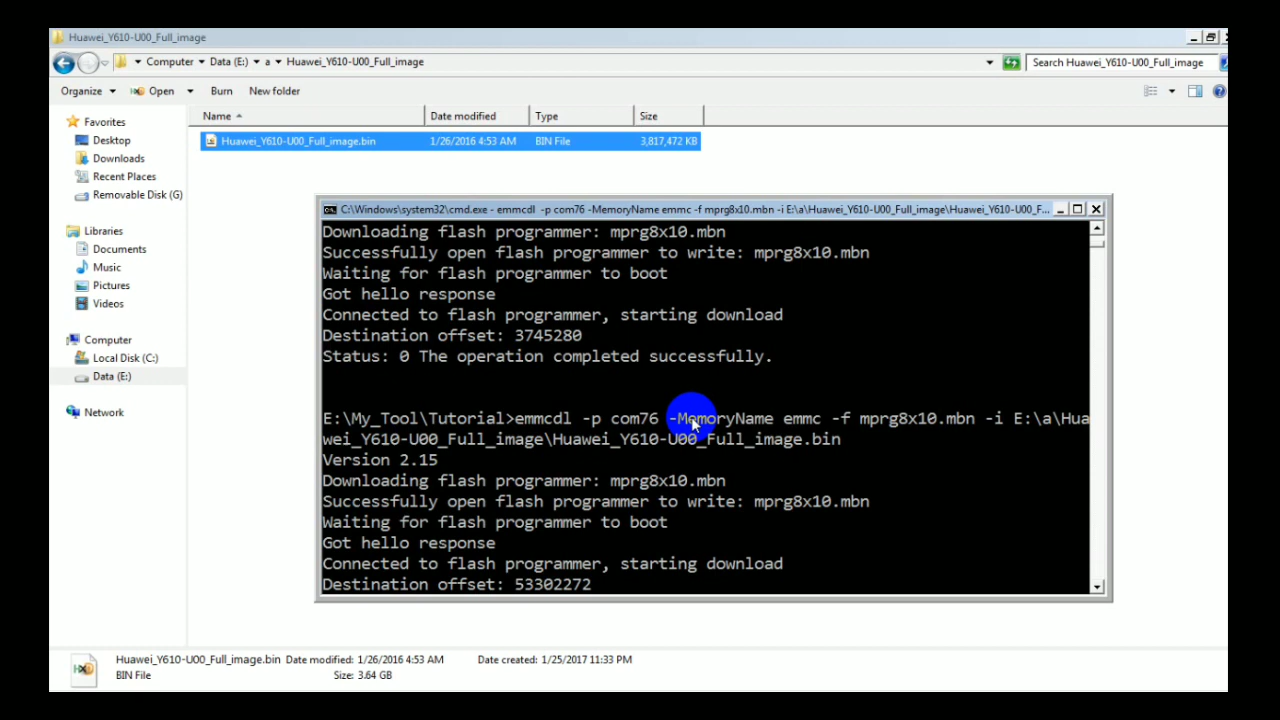 Huawei_Y610-U00_Full_image
Computer Data (E:) a Huawei_Y610-U00_Full_image
Search Huawei_Y610-U00_Full_image
Organize Open Burn New folder
Name Date modified Type Size
Huawei_Y610-U00_Full_image.bin 1/26/2016 4:53 AM BIN File 3,817,472 KB
Favorites
Desktop
Downloads
Recent Places
Removable Disk (G)
Libraries
Documents
Music
Pictures
Videos
Computer
Local Disk (C:)
Data (E:)
Network
C:\Windows\system32\cmd.exe - emmcdl -p com76 -MemoryName emmc -f mprg8x10.mbn -i E:\a\Huawei_Y610-U00_Full_image\Huawei_Y610-U00_F...
Downloading flash programmer: mprg8x10.mbn
Successfully open flash programmer to write: mprg8x10.mbn
Waiting for flash programmer to boot
Got hello response
Connected to flash programmer, starting download
Destination offset: 3745280
Status: 0 The operation completed successfully.
E:\My_Tool\Tutorial>emmcdl -p com76 -MemoryName emmc -f mprg8x10.mbn -i E:\a\Hua
wei_Y610-U00_Full_image\Huawei_Y610-U00_Full_image.bin
Version 2.15
Downloading flash programmer: mprg8x10.mbn
Successfully open flash programmer to write: mprg8x10.mbn
Waiting for flash programmer to boot
Got hello response
Connected to flash programmer, starting download
Destination offset: 53302272
Huawei_Y610-U00_Full_image.bin Date modified: 1/26/2016 4:53 AM Date created: 1/25/2017 11:33 PM
BIN File Size: 3.64 GB